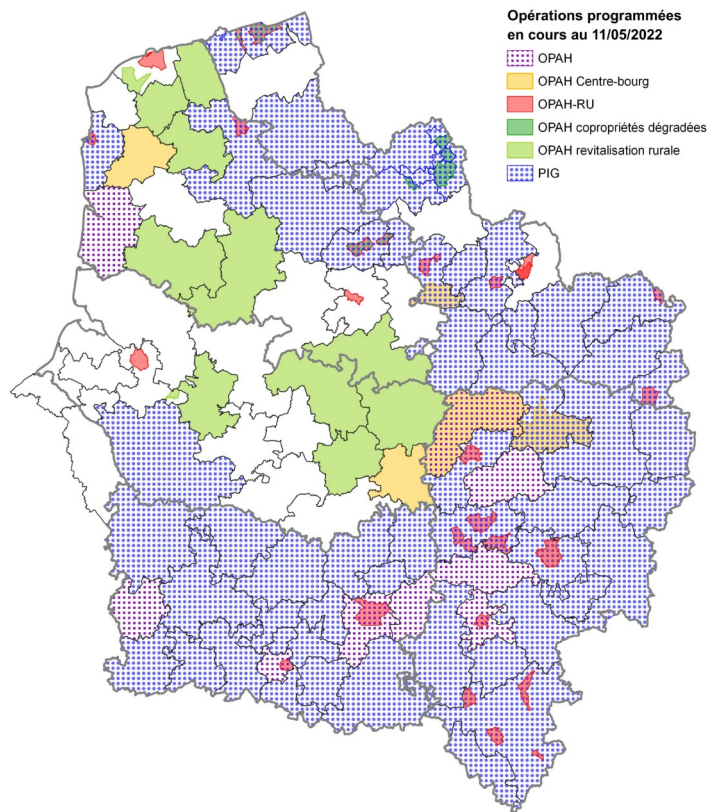 Opérations programmées
en cours au 11/05/2022
OPAH
OPAH Centre-bourg
OPAH-RU
OPAH copropriétés dégradées
OPAH revitalisation rurale
PIG